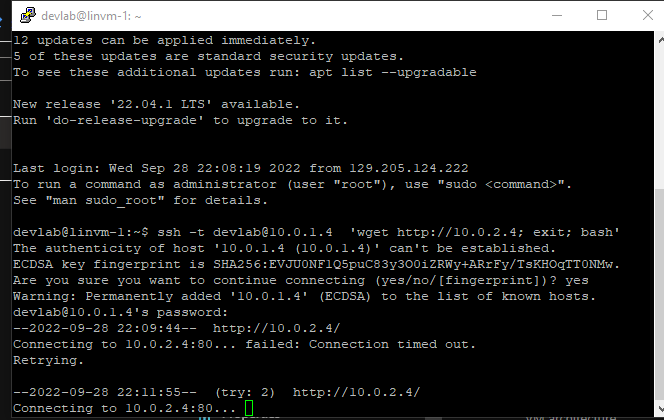 devlab@linvm-1: ~
12 updates can be applied immediately.
5 of these updates are standard security updates.
To see these additional updates run: apt list --upgradable
New release '22.04.1 LTS' available.
Run 'do-release-upgrade' to upgrade to it.
Last login: Wed Sep 28 22:08:19 2022 from 129.205.124.222
To run a command as administrator (user "root"), use "sudo <command>".
See "man sudo_root" for details.
devlab@linvm-1:~$ ssh -t devlab@10.0.1.4  'wget http://10.0.2.4; exit; bash'
The authenticity of host '10.0.1.4 (10.0.1.4)' can't be established.
ECDSA key fingerprint is SHA256:EVJU0NF1Q5puC83y3O0iZRWy+ARrFy/TsKHOqTT0NMw.
Are you sure you want to continue connecting (yes/no/[fingerprint])? yes
Warning: Permanently added '10.0.1.4' (ECDSA) to the list of known hosts.
devlab@10.0.1.4's password:
--2022-09-28 22:09:44--  http://10.0.2.4/
Connecting to 10.0.2.4:80... failed: Connection timed out.
Retrying.
--2022-09-28 22:11:55--  (try: 2)  http://10.0.2.4/
Connecting to 10.0.2.4:80...